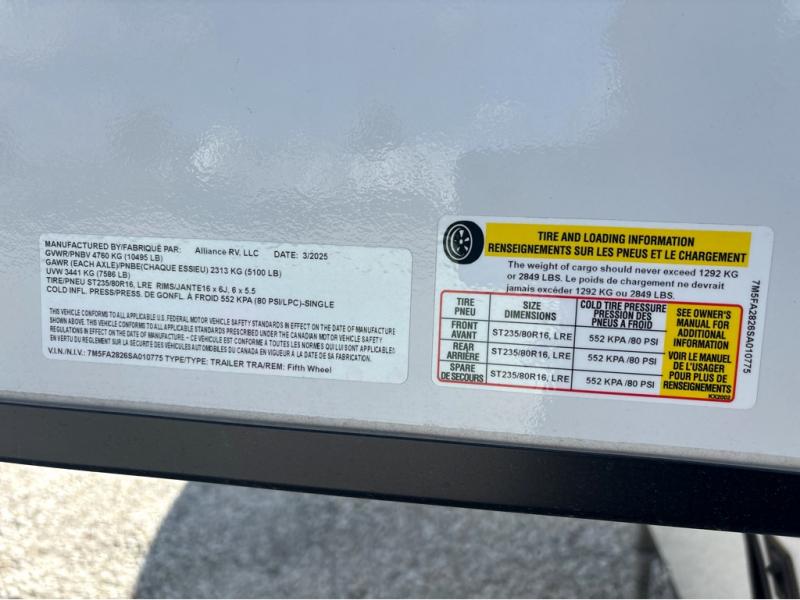 MANUFACTURED BY/FABRIQUÉ PAR: Alliance RV, LLC DATE: 3/2025
GVWR/PNBV 4760 KG (10495 LB)
GAWR (EACH AXLE)/PNBE(CHAQUE ESSIEU) 2313 KG (5100 LB)
UVW 3441 KG (7586 LB)
TIRE/PNEU ST235/80R16, LRE RIMS/JANTE16 x 6J, 6 x 5.5
COLD INFL. PRESS/PRESS. DE GONFL. À FROID 552 KPA (80 PSI/LPC)-SINGLE
THIS VEHICLE CONFORMS TO ALL APPLICABLE U.S. FEDERAL MOTOR VEHICLE SAFETY STANDARDS IN EFFECT ON THE DATE OF MANUFACTURE
SHOWN ABOVE. THIS VEHICLE CONFORMS TO ALL APPLICABLE STANDARDS PRESCRIBED UNDER THE CANADIAN MOTOR VEHICLE SAFETY
REGULATIONS IN EFFECT ON THE DATE OF MANUFACTURE – CE VÉHICULE EST CONFORME À TOUTES LES NORMES QUI LUI SONT APPLICABLES
EN VERTU DU RÈGLEMENT SUR LA SÉCURITÉ DES VÉHICULES AUTOMOBILES DU CANADA EN VIGUEUR À LA DATE DE SA FABRICATION.
V.I.N./N.I.V.: 7M5FA2826SA010775 TYPE/TYPE: TRAILER TRA/REM: Fifth Wheel
TIRE AND LOADING INFORMATION
RENSEIGNEMENTS SUR LES PNEUS ET LE CHARGEMENT
The weight of cargo should never exceed 1292 KG
or 2849 LBS. Le poids de chargement ne devrait
jamais excéder 1292 KG ou 2849 LBS.
TIRE
PNEU
SIZE
DIMENSIONS
COLD TIRE PRESSURE
PRESSION DES
PNEUS A FROID
FRONT
AVANT
ST235/80R16, LRE
552 KPA/80 PSI
REAR
ARRIÈRE
ST235/80R16, LRE
552 KPA /80 PSI
SPARE
DE SECOURS
ST235/80R16, LRE
552 KPA /80 PSI
SEE OWNER'S
MANUAL FOR
ADDITIONAL
INFORMATION
VOIR LE MANUEL
DE L'USAGER
POUR PLUS DE
RENSEIGNEMENTS
KX2002
7M5FA2826SA010775